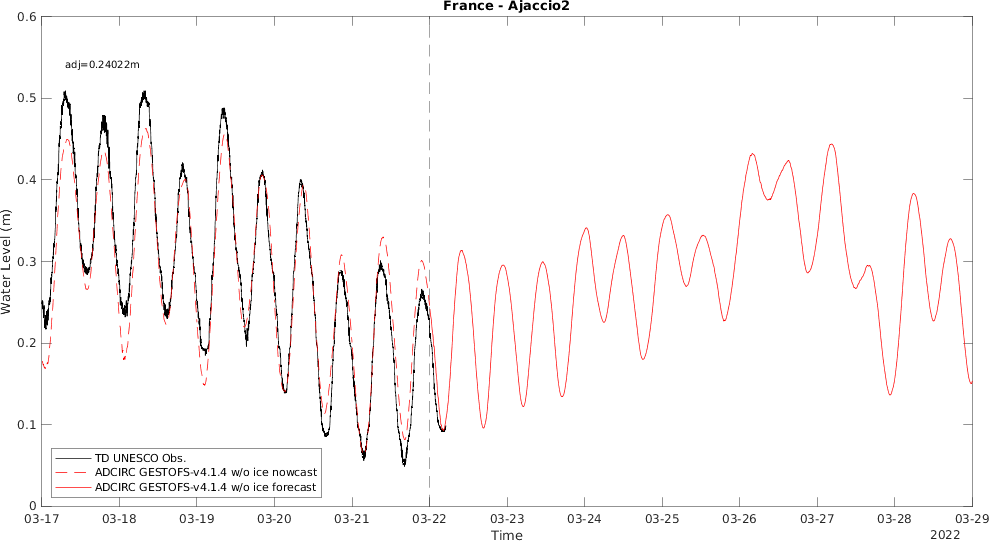 France - Ajaccio2
adj=0.24022m
0.6
0.5
0.4
0.3
0.2
0.1
0
Water Level (m)
TD UNESCO Obs.
ADCIRC GESTOFS-v4.1.4 w/o ice nowcast
ADCIRC GESTOFS-v4.1.4 w/o ice forecast
03-17 03-18 03-19 03-20 03-21 03-22 03-23 03-24 03-25 03-26 03-27 03-28 03-29
Time
2022